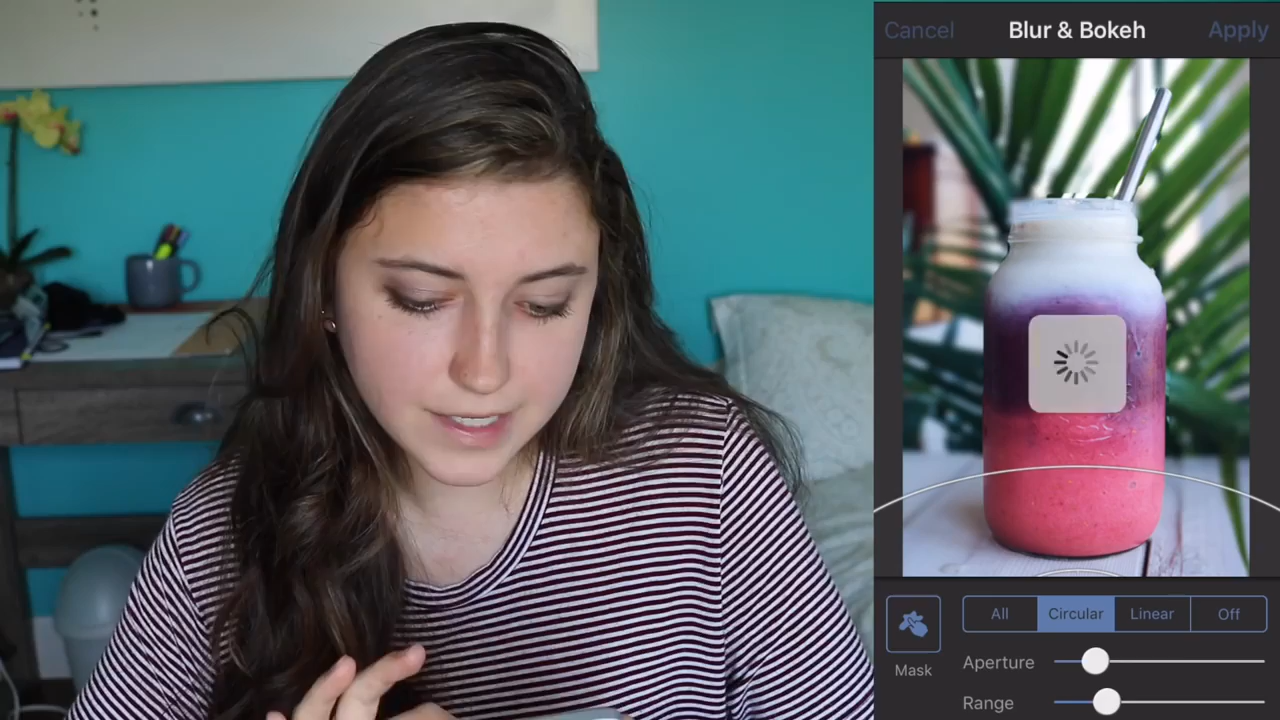 Cancel Blur & Bokeh Apply
All Circular Linear Off
Mask
Aperture
Range